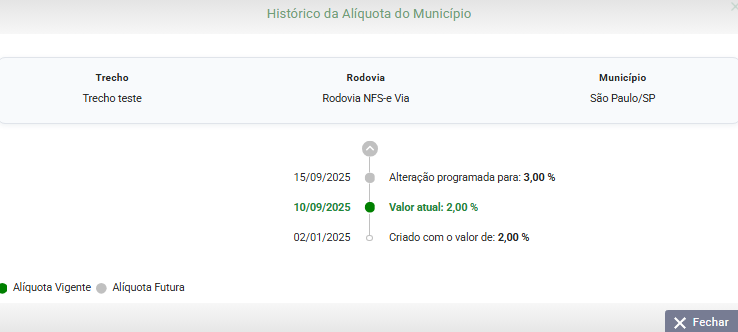 Histórico da Alíquota do Município
Trecho Rodovia Município
Trecho teste Rodovia NFS-e Via São Paulo/SP
15/09/2025 Alteração programada para: 3,00 %
10/09/2025 Valor atual: 2,00 %
02/01/2025 Criado com o valor de: 2,00 %
Alíquota Vigente Alíquota Futura
Fechar